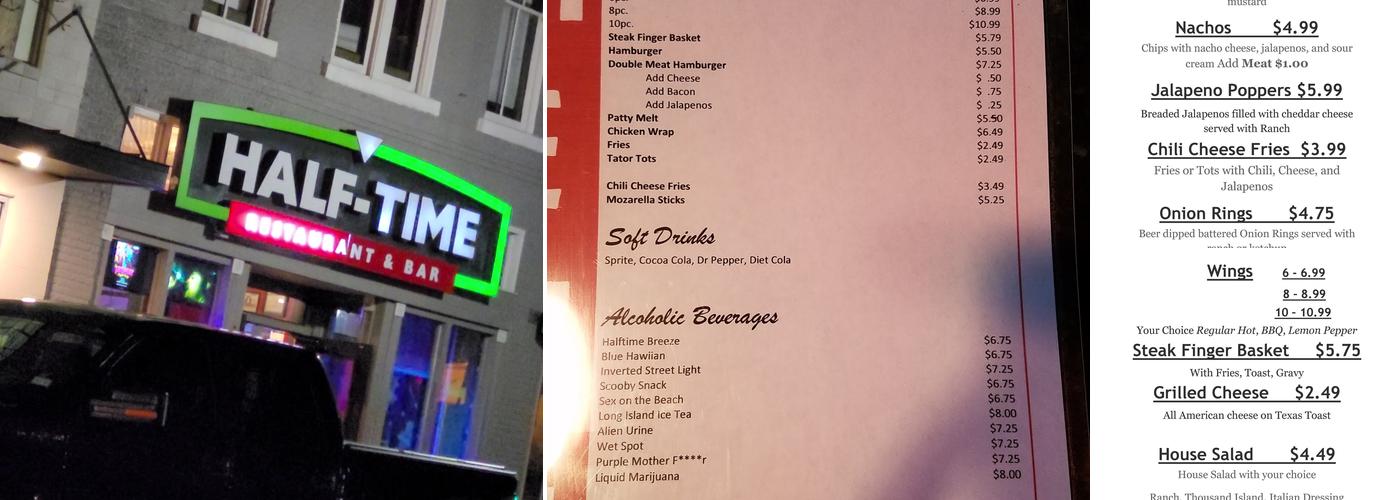 HALF-TIME
RESTAURANT & BAR
8pc. $8.99
10pc. $10.99
Steak Finger Basket $5.79
Hamburger $5.50
Double Meat Hamburger $7.25
Add Cheese $ .50
Add Bacon $ .75
Add Jalapenos $ .25
Patty Melt $5.50
Chicken Wrap $6.49
Fries $2.49
Tator Tots $2.49
Chili Cheese Fries $3.49
Mozarella Sticks $5.25
Soft Drinks
Sprite, Cocoa Cola, Dr Pepper, Diet Cola
Alcoholic Beverages
Halftime Breeze $6.75
Blue Hawiian $6.75
Inverted Street Light $7.25
Scooby Snack $6.75
Sex on the Beach $6.75
Long Island Ice Tea $8.00
Alien Urine $7.25
Wet Spot $7.25
Purple Mother F****r $7.25
Liquid Marijuana $8.00
mustard
Nachos $4.99
Chips with nacho cheese, jalapenos, and sour
cream Add Meat $1.00
Jalapeno Poppers $5.99
Breaded Jalapenos filled with cheddar cheese
served with Ranch
Chili Cheese Fries $3.99
Fries or Tots with Chili, Cheese, and
Jalapenos
Onion Rings $4.75
Beer dipped battered Onion Rings served with
ranch or ketchup
Wings 6 - 6.99
8 - 8.99
10 - 10.99
Your Choice Regular Hot, BBQ, Lemon Pepper
Steak Finger Basket $5.75
With Fries, Toast, Gravy
Grilled Cheese $2.49
All American cheese on Texas Toast
House Salad $4.49
House Salad with your choice
Ranch, Thousand Island, Italian Dressing